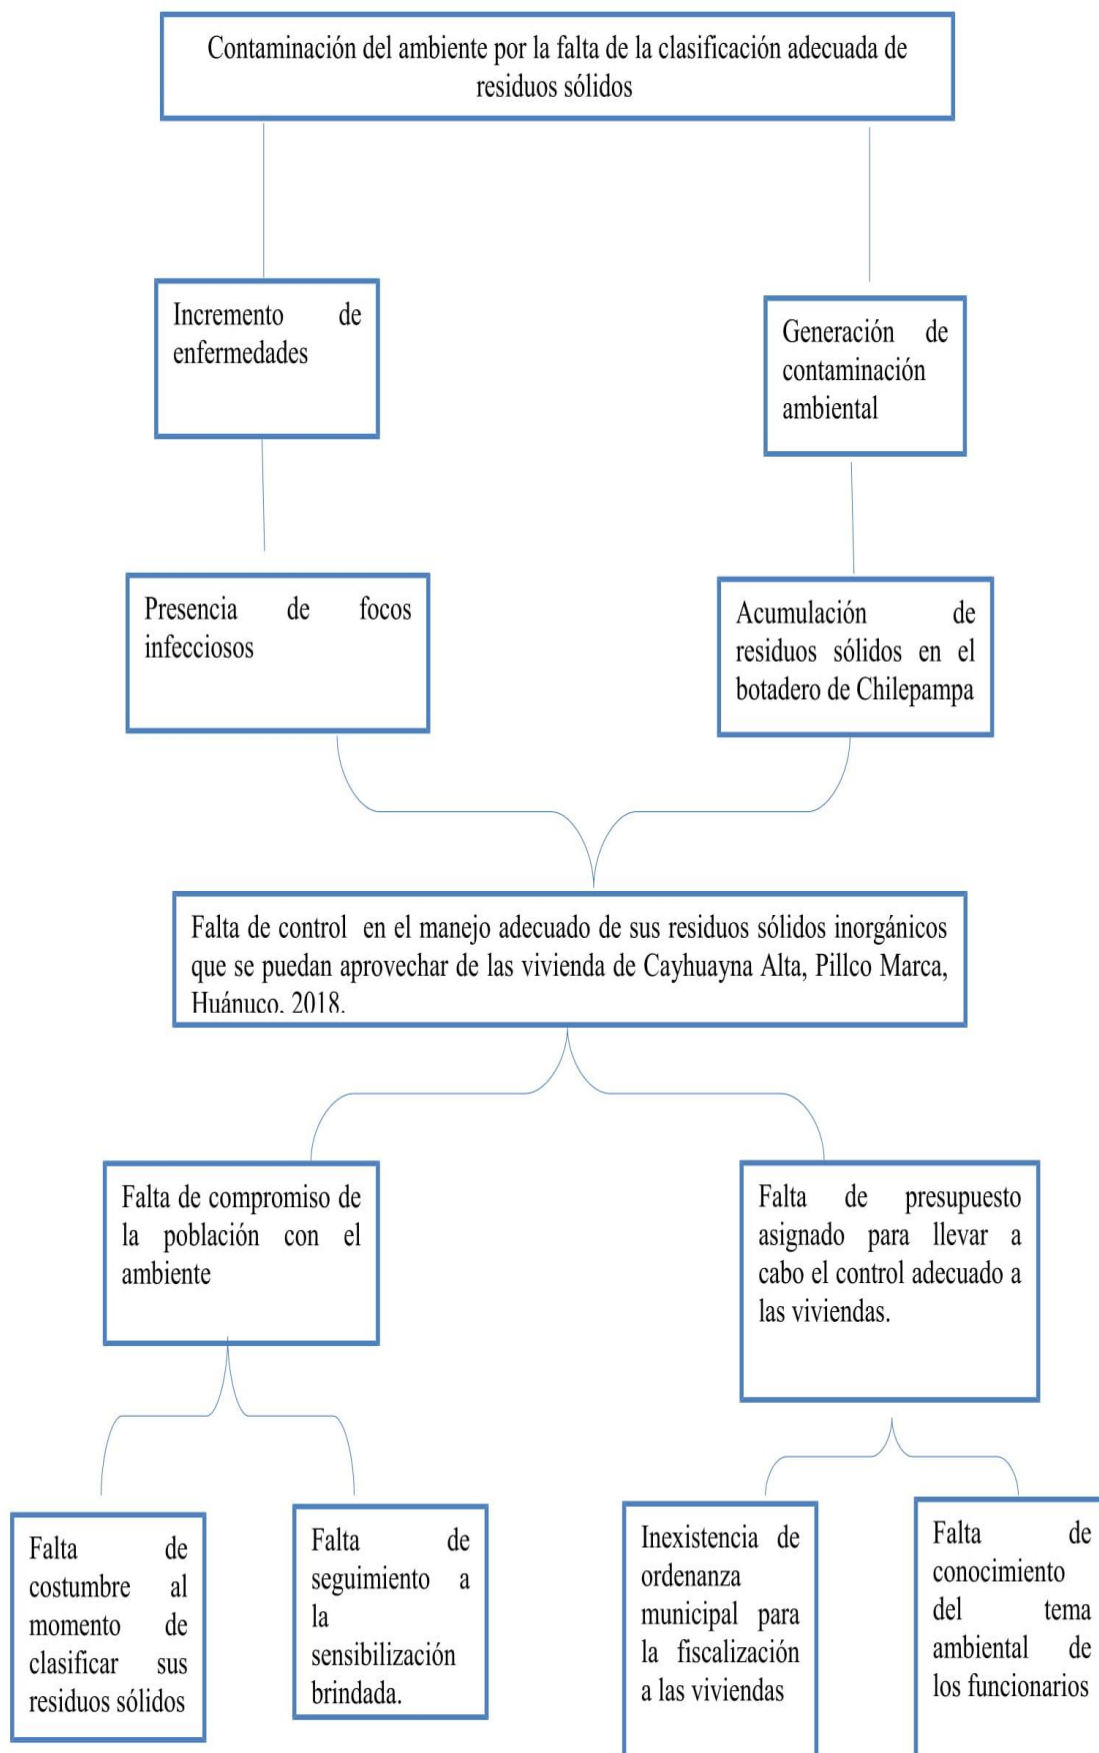 Contaminación del ambiente por la falta de la clasificación adecuada de
residuos sólidos
Incremento de
enfermedades
Generación de
contaminación
ambiental
Presencia de focos
infecciosos
Acumulación de
residuos sólidos en el
botadero de Chilepampa
Falta de control en el manejo adecuado de sus residuos sólidos inorgánicos
que se puedan aprovechar de las vivienda de Cayhuayna Alta, Pillco Marca,
Huánuco, 2018.
Falta de compromiso de
la población con el
ambiente
Falta de presupuesto
asignado para llevar a
cabo el control adecuado a
las viviendas.
Falta de
costumbre al
momento de
clasificar sus
residuos sólidos
Falta de
seguimiento a
la
sensibilización
brindada.
Inexistencia de
ordenanza
municipal para
la fiscalización
a las viviendas
Falta de
conocimiento
del tema
ambiental de
los funcionarios